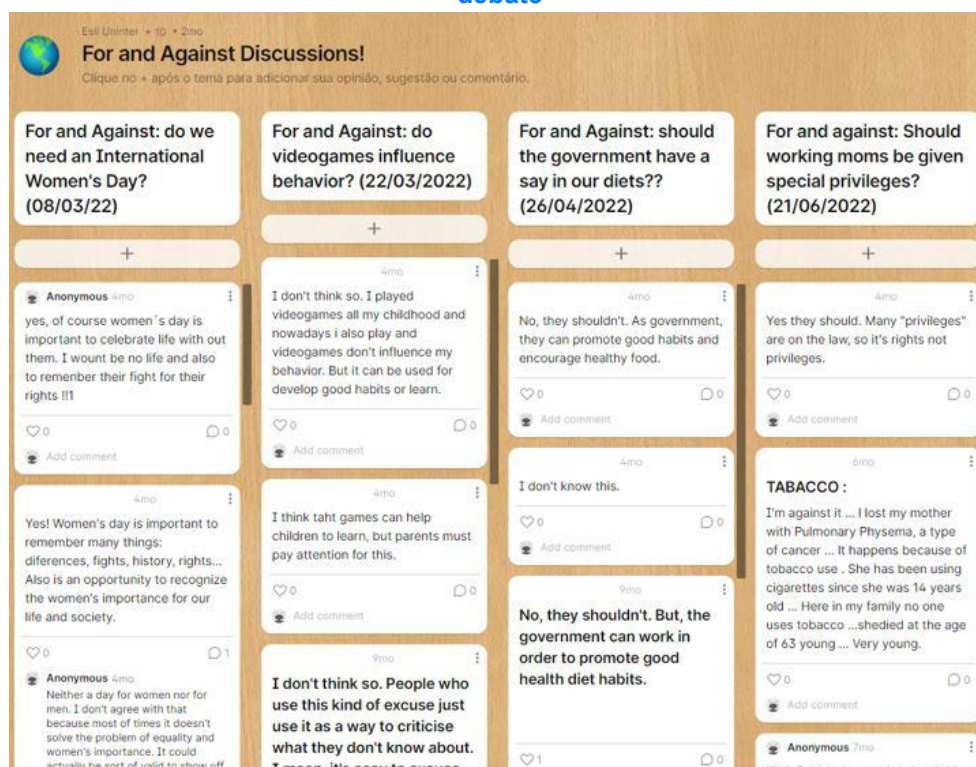 debate
Esil Uninter + 10 • 2mo
For and Against Discussions!
Clique no + após o tema para adicionar sua opinião, sugestão ou comentário.
For and Against: do we
need an International
Women's Day?
(08/03/22)
+
Anonymous 4mo
yes, of course women´s day is
important to celebrate life with out
them. I wount be no life and also
to remenber their fight for their
rights !!1
0
0
Add comment
4mo
Yes! Women's day is important to
remember many things:
diferences, fights, history, rights...
Also is an opportunity to recognize
the women's importance for our
life and society.
0
1
Anonymous 4mo
Neither a day for women nor for
men. I don't agree with that
because most of times it doesn't
solve the problem of equality and
women's importance. It could
actually be sort of valid to show off
For and Against: do
videogames influence
behavior? (22/03/2022)
+
4mo
I don't think so. I played
videogames all my childhood and
nowadays i also play and
videogames don't influence my
behavior. But it can be used for
develop good habits or learn.
0
0
Add comment
4mo
I think taht games can help
children to learn, but parents must
pay attention for this.
0
0
Add comment
9mo
I don't think so. People who
use this kind of excuse just
use it as a way to criticise
what they don't know about.
I mean, it's easy to excuse
For and Against: should
the government have a
say in our diets??
(26/04/2022)
+
4mo
No, they shouldn't. As government,
they can promote good habits and
encourage healthy food.
0
0
Add comment
4mo
I don't know this.
0
0
Add comment
9mo
No, they shouldn't. But, the
government can work in
order to promote good
health diet habits.
1
0
For and against: Should
working moms be given
special privileges?
(21/06/2022)
+
4mo
Yes they should. Many "privileges"
are on the law, so it's rights not
privileges.
0
0
Add comment
6mo
TABACCO :
I'm against it ... I lost my mother
with Pulmonary Physema, a type
of cancer ... It happens because of
tobacco use . She has been using
cigarettes since she was 14 years
old ... Here in my family no one
uses tobacco ...shedied at the age
of 63 young ... Very young.
0
0
Add comment
Anonymous 7mo